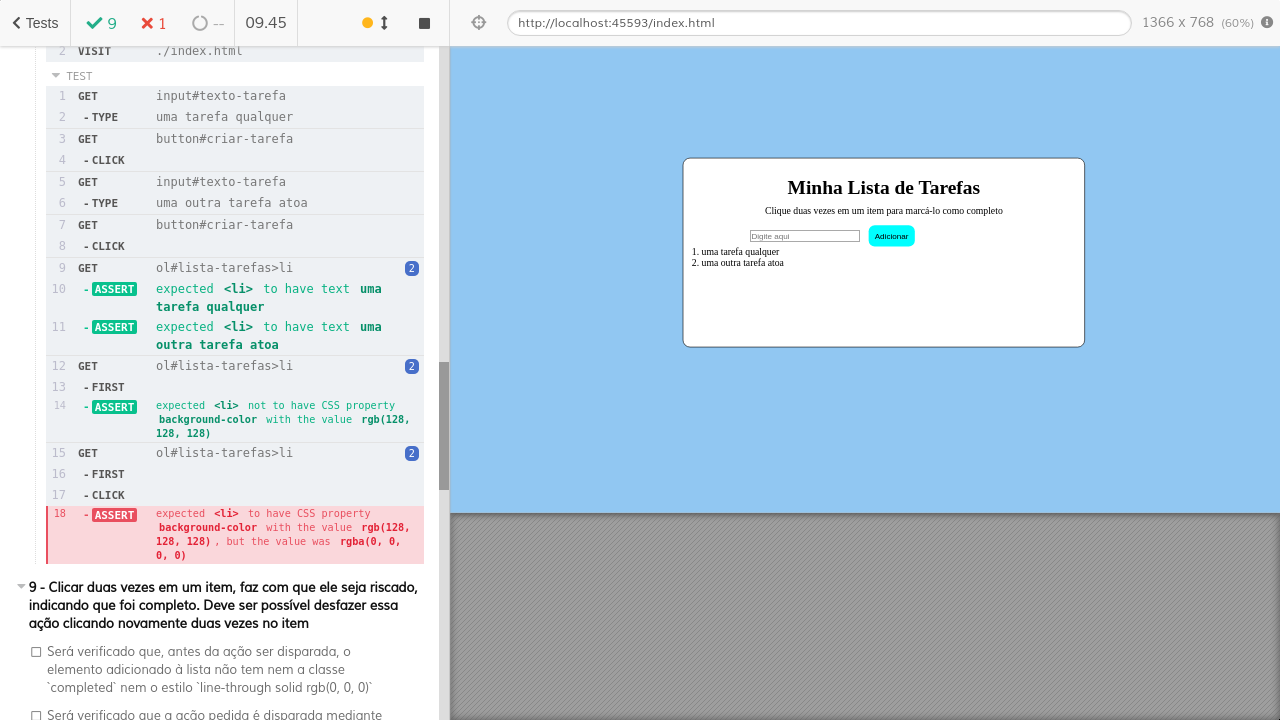 Tests
9
1
--
09.45
http://localhost:45593/index.html
1366 x 768 (60%)
2 VISIT ./index.html
TEST
1 GET input#texto-tarefa
2 - TYPE uma tarefa qualquer
3 GET button#criar-tarefa
4 - CLICK
5 GET input#texto-tarefa
6 - TYPE uma outra tarefa atoa
7 GET button#criar-tarefa
8 - CLICK
9 GET ol#lista-tarefas>li 2
10 - ASSERT expected <li> to have text uma
tarefa qualquer
11 - ASSERT expected <li> to have text uma
outra tarefa atoa
12 GET ol#lista-tarefas>li 2
13 - FIRST
14 - ASSERT expected <li> not to have CSS property
background-color with the value rgb(128,
128, 128)
15 GET ol#lista-tarefas>li 2
16 - FIRST
17 - CLICK
18 - ASSERT expected <li> to have CSS property
background-color with the value rgb(128,
128, 128) , but the value was rgba(0, 0,
0, 0)
9 - Clicar duas vezes em um item, faz com que ele seja riscado,
indicando que foi completo. Deve ser possível desfazer essa
ação clicando novamente duas vezes no item
Será verificado que, antes da ação ser disparada, o
elemento adicionado à lista não tem nem a classe
`completed` nem o estilo `line-through solid rgb(0, 0, 0)`
Será verificado que a ação pedida é disparada mediante
Minha Lista de Tarefas
Clique duas vezes em um item para marcá-lo como completo
Digite aqui
Adicionar
1. uma tarefa qualquer
2. uma outra tarefa atoa